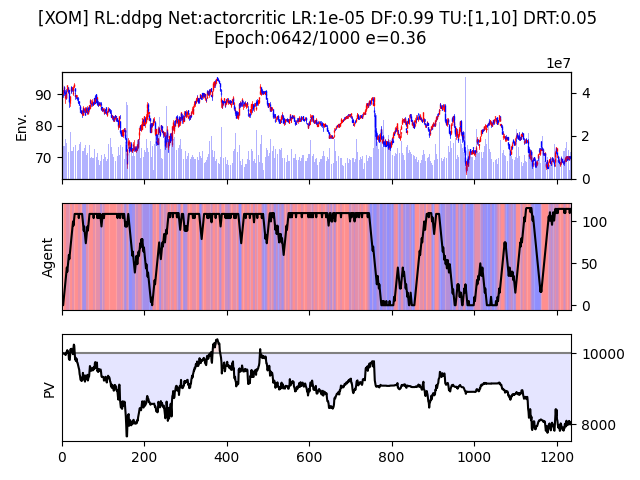 [XOM] RL:ddpg Net:actorcritic LR:1e-05 DF:0.99 TU:[1,10] DRT:0.05
Epoch:0642/1000 e=0.36
1e7
Env.
90
80
70
4
2
0
Agent
100
50
0
PV
10000
8000
0 200 400 600 800 1000 1200